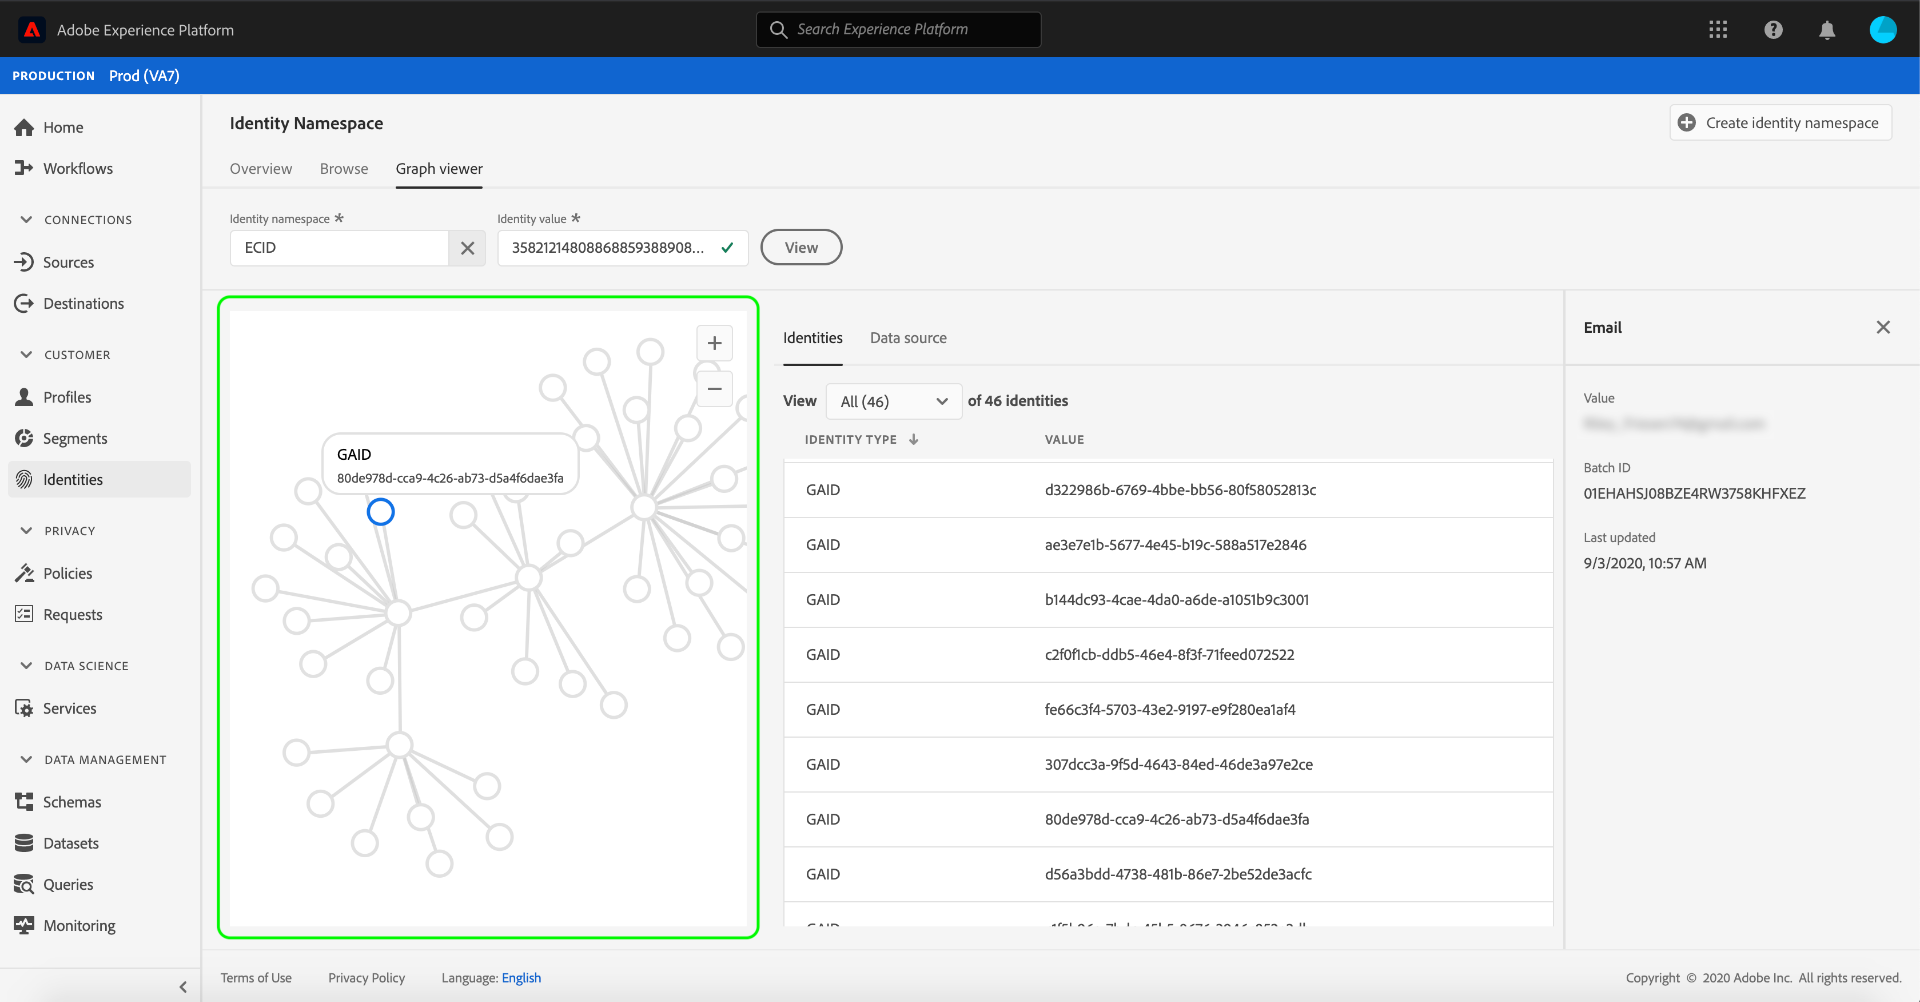 Adobe Experience Platform
Search Experience Platform
PRODUCTION Prod (VA7)
Home
Workflows
CONNECTIONS
Sources
Destinations
CUSTOMER
Profiles
Segments
Identities
PRIVACY
Policies
Requests
DATA SCIENCE
Services
DATA MANAGEMENT
Schemas
Datasets
Queries
Monitoring
Identity Namespace
Create identity namespace
Overview Browse Graph viewer
Identity namespace * Identity value *
ECID 35821214808868859388908... View
GAID
80de978d-cca9-4c26-ab73-d5a4f6dae3fa
Identities Data source
View All (46) of 46 identities
IDENTITY TYPE VALUE
GAID d322986b-6769-4bbe-bb56-80f58052813c
GAID ae3e7e1b-5677-4e45-b19c-588a517e2846
GAID b144dc93-4cae-4da0-a6de-a1051b9c3001
GAID c2f0f1cb-ddb5-46e4-8f3f-71feed072522
GAID fe66c3f4-5703-43e2-9197-e9f280ea1af4
GAID 307dcc3a-9f5d-4643-84ed-46de3a97e2ce
GAID 80de978d-cca9-4c26-ab73-d5a4f6dae3fa
GAID d56a3bdd-4738-481b-86e7-2be52de3acfc
GAID
Email
Value
Batch ID
01EHAHSJ08BZE4RW3758KHFXEZ
Last updated
9/3/2020, 10:57 AM
Terms of Use Privacy Policy Language: English
Copyright © 2020 Adobe Inc. All rights reserved.